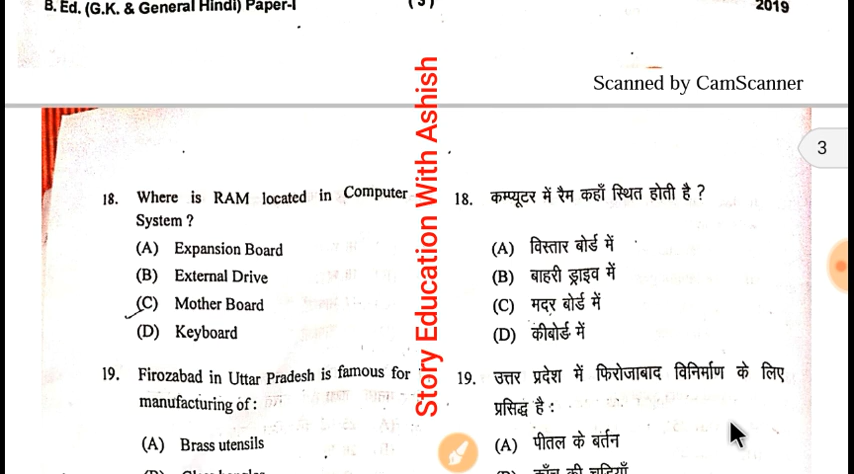 B. Ed. (G.K. & General Hindi) Paper-I
( 3 )
2019
Scanned by CamScanner
3
Story Education With Ashish
18. Where is RAM located in Computer
System ?
(A) Expansion Board
(B) External Drive
(C) Mother Board
(D) Keyboard
19. Firozabad in Uttar Pradesh is famous for
manufacturing of :
(A) Brass utensils
18. कम्प्यूटर में रैम कहाँ स्थित होती है ?
(A) विस्तार बोर्ड में
(B) बाहरी ड्राइव में
(C) मदर बोर्ड में
(D) कीबोर्ड में
19. उत्तर प्रदेश में फिरोजाबाद विनिर्माण के लिए
प्रसिद्ध है :
(A) पीतल के बर्तन